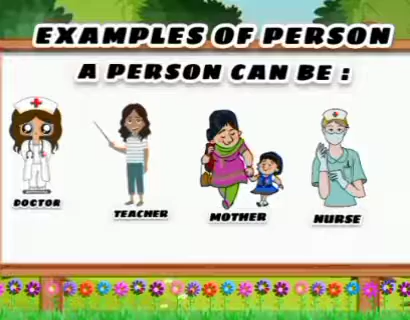 EXAMPLES OF PERSON
A PERSON CAN BE :
DOCTOR
TEACHER
MOTHER
NURSE